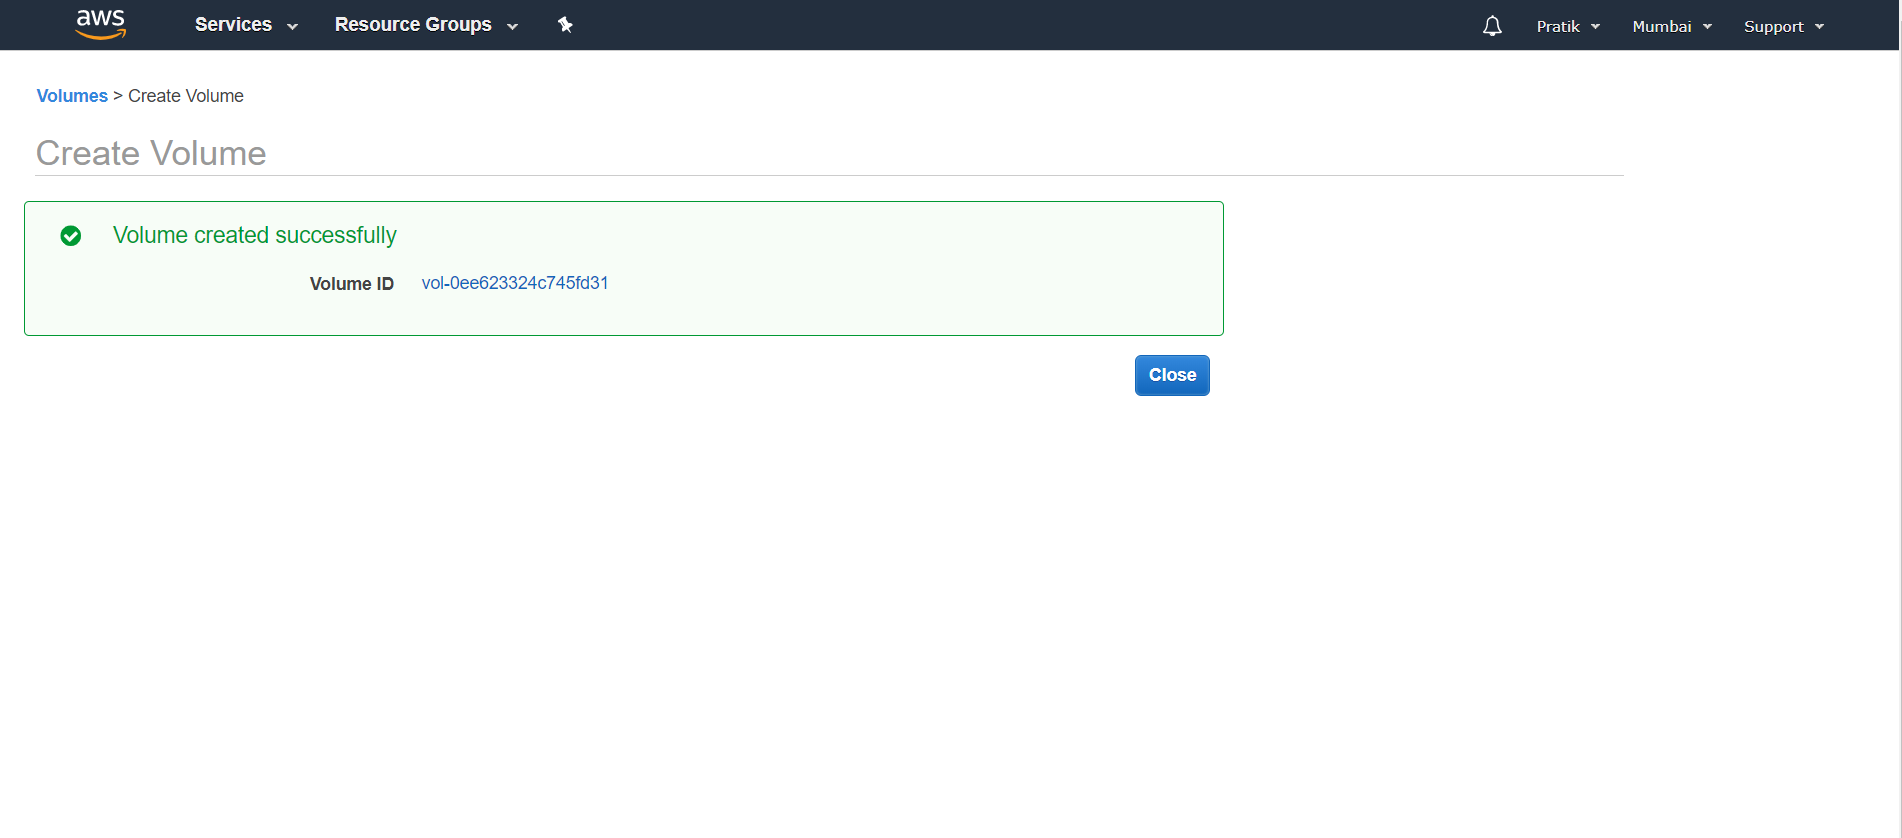 aws Services Resource Groups Pratik Mumbai Support
Volumes > Create Volume
Create Volume
Volume created successfully
Volume ID vol-0ee623324c745fd31
Close